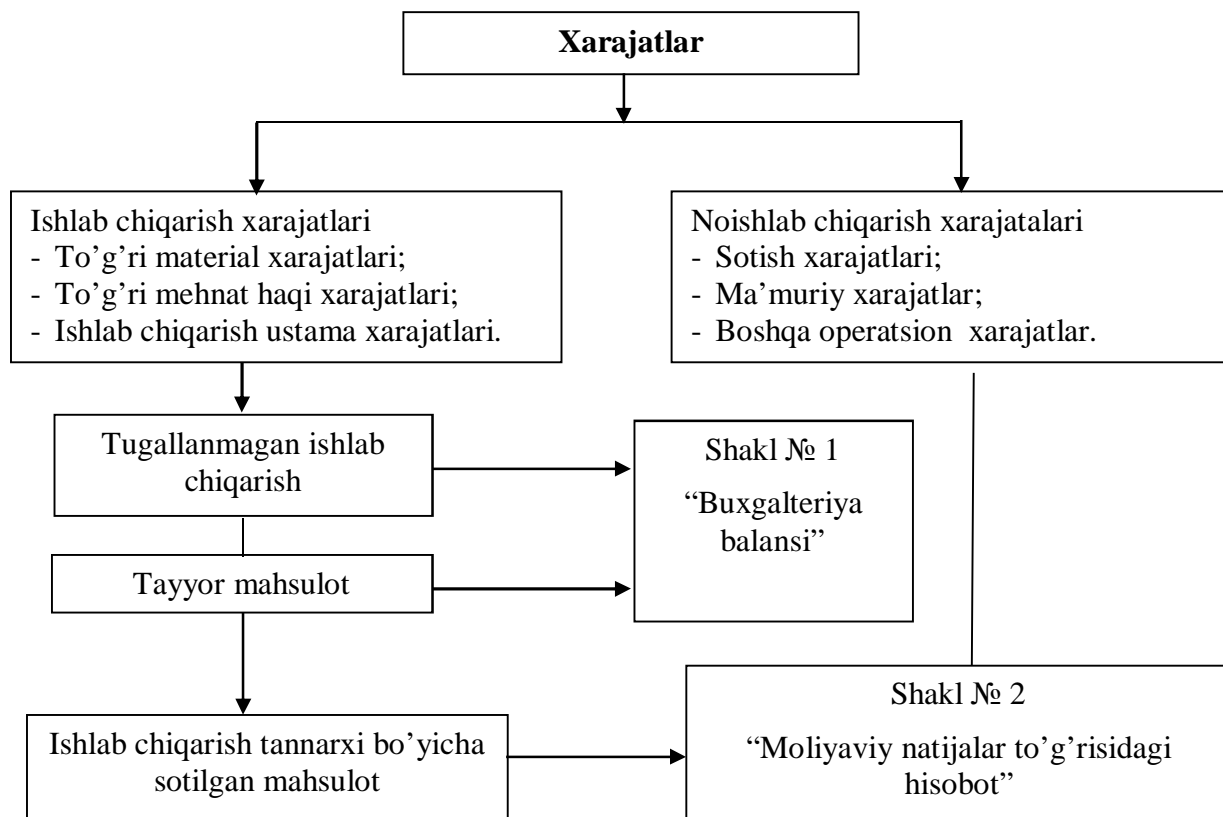 Xarajatlar
Ishlab chiqarish xarajatlari
- To’g’ri material xarajatlari;
- To’g’ri mehnat haqi xarajatlari;
- Ishlab chiqarish ustama xarajatlari.
Noishlab chiqarish xarajatalari
- Sotish xarajatlari;
- Ma’muriy xarajatlar;
- Boshqa operatsion xarajatlar.
Tugallanmagan ishlab
chiqarish
Shakl № 1
“Buxgalteriya
balansi”
Tayyor mahsulot
Ishlab chiqarish tannarxi bo’yicha
sotilgan mahsulot
Shakl № 2
“Moliyaviy natijalar to’g’risidagi
hisobot”